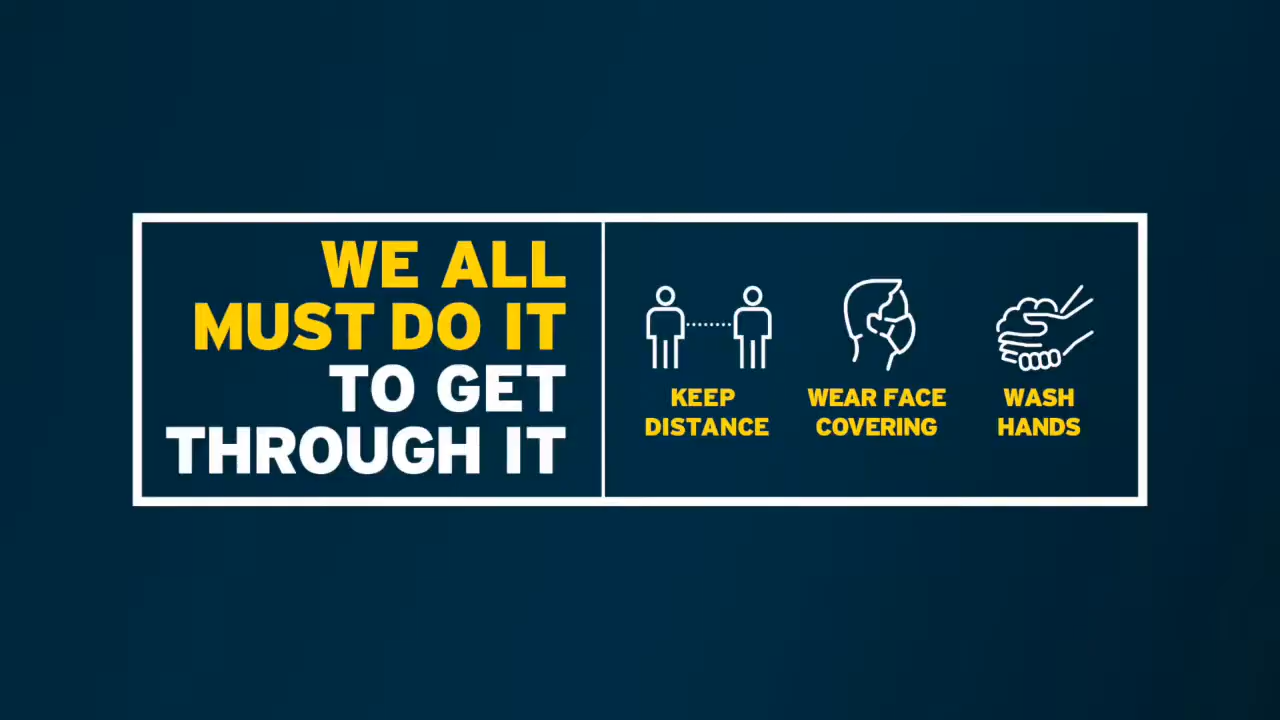 WE ALL
MUST DO IT
TO GET
THROUGH IT
KEEP
DISTANCE
WEAR FACE
COVERING
WASH
HANDS